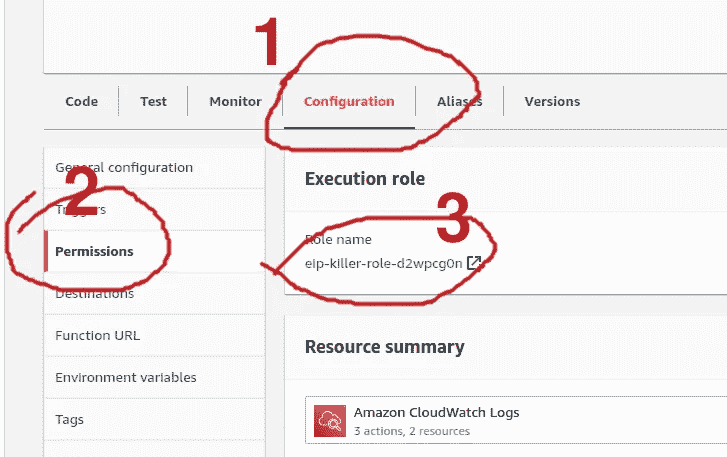 1
Code Test Monitor Configuration Aliases Versions
General configuration
2
Triggers
Permissions
Destinations
Function URL
Environment variables
Tags
Execution role
3
Role name
eip-killer-role-d2wpcg0n
Resource summary
Amazon CloudWatch Logs
3 actions, 2 resources